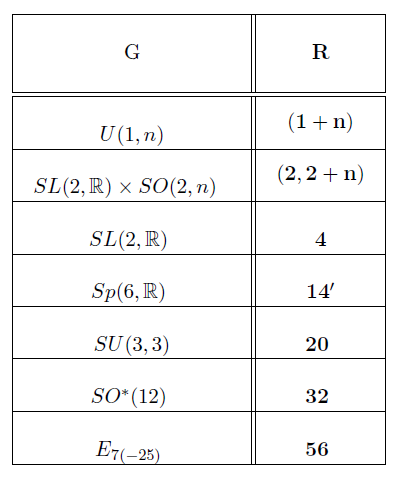 G R
U(1, n) (1 + n)
SL(2, ℝ) × SO(2, n) (2, 2 + n)
SL(2, ℝ) 4
Sp(6, ℝ) 14′
SU(3, 3) 20
SO*(12) 32
E₇₍₋₂₅₎ 56